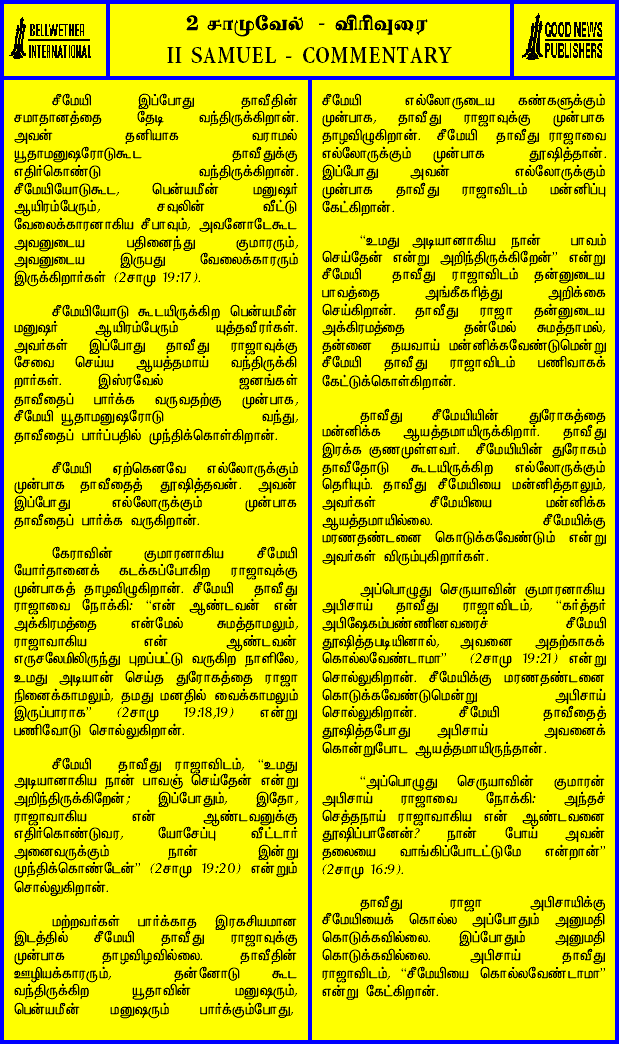 BELLWETHER
INTERNATIONAL
2 சாமுவேல் - விரிவுரை
II SAMUEL - COMMENTARY
GOOD NEWS
PUBLISHERS
சீமேயி இப்போது தாவீதின்
சமாதானத்தை தேடி வந்திருக்கிறான்.
அவன் தனியாக வராமல்
யூதாமனுஷரோடுகூட தாவீதுக்கு
எதிர்கொண்டு வந்திருக்கிறான்.
சீமேயியோடுகூட, பென்யமீன் மனுஷர்
ஆயிரம்பேரும், சவுலின் வீட்டு
வேலைக்காரனாகிய சீபாவும், அவனோடேகூட
அவனுடைய பதினைந்து குமாரரும்,
அவனுடைய இருபது வேலைக்காரரும்
இருக்கிறார்கள் (2சாமு 19:17).
சீமேயியோடு கூடயிருக்கிற பென்யமீன்
மனுஷர் ஆயிரம்பேரும் யுத்தவீரர்கள்.
அவர்கள் இப்போது தாவீது ராஜாவுக்கு
சேவை செய்ய ஆயத்தமாய் வந்திருக்கி
றார்கள். இஸ்ரவேல் ஜனங்கள்
தாவீதைப் பார்க்க வருவதற்கு முன்பாக,
சீமேயி யூதாமனுஷரோடு வந்து,
தாவீதைப் பார்ப்பதில் முந்திக்கொள்கிறான்.
சீமேயி ஏற்கெனவே எல்லோருக்கும்
முன்பாக தாவீதைத் தூஷித்தவன். அவன்
இப்போது எல்லோருக்கும் முன்பாக
தாவீதைப் பார்க்க வருகிறான்.
கேராவின் குமாரனாகிய சீமேயி
யோர்தானைக் கடக்கப்போகிற ராஜாவுக்கு
முன்பாகத் தாழவிழுகிறான். சீமேயி தாவீது
ராஜாவை நோக்கி: “என் ஆண்டவன் என்
அக்கிரமத்தை என்மேல் சுமத்தாமலும்,
ராஜாவாகிய என் ஆண்டவன்
எருசலேமிலிருந்து புறப்பட்டு வருகிற நாளிலே,
உமது அடியான் செய்த துரோகத்தை ராஜா
நினைக்காமலும், தமது மனதில் வைக்காமலும்
இருப்பாராக” (2சாமு 19:18,19) என்று
பணிவோடு சொல்லுகிறான்.
சீமேயி தாவீது ராஜாவிடம், “உமது
அடியானாகிய நான் பாவஞ் செய்தேன் என்று
அறிந்திருக்கிறேன்; இப்போதும், இதோ,
ராஜாவாகிய என் ஆண்டவனுக்கு
எதிர்கொண்டுவர, யோசேப்பு வீட்டார்
அனைவருக்கும் நான் இன்று
முந்திக்கொண்டேன்” (2சாமு 19:20) என்றும்
சொல்லுகிறான்.
மற்றவர்கள் பார்க்காத இரகசியமான
இடத்தில் சீமேயி தாவீது ராஜாவுக்கு
முன்பாக தாழவிழவில்லை. தாவீதின்
ஊழியக்காரரும், தன்னோடு கூட
வந்திருக்கிற யூதாவின் மனுஷரும்,
பென்யமீன் மனுஷரும் பார்க்கும்போது,
சீமேயி எல்லோருடைய கண்களுக்கும்
முன்பாக, தாவீது ராஜாவுக்கு முன்பாக
தாழவிழுகிறான். சீமேயி தாவீது ராஜாவை
எல்லோருக்கும் முன்பாக தூஷித்தான்.
இப்போது அவன் எல்லோருக்கும்
முன்பாக தாவீது ராஜாவிடம் மன்னிப்பு
கேட்கிறான்.
“உமது அடியானாகிய நான் பாவம்
செய்தேன் என்று அறிந்திருக்கிறேன்” என்று
சீமேயி தாவீது ராஜாவிடம் தன்னுடைய
பாவத்தை அங்கீகரித்து அறிக்கை
செய்கிறான். தாவீது ராஜா தன்னுடைய
அக்கிரமத்தை தன்மேல் சுமத்தாமல்,
தன்னை தயவாய் மன்னிக்கவேண்டுமென்று
சீமேயி தாவீது ராஜாவிடம் பணிவாகக்
கேட்டுக்கொள்கிறான்.
தாவீது சீமேயியின் துரோகத்தை
மன்னிக்க ஆயத்தமாயிருக்கிறார். தாவீது
இரக்க குணமுள்ளவர். சீமேயியின் துரோகம்
தாவீதோடு கூடயிருக்கிற எல்லோருக்கும்
தெரியும். தாவீது சீமேயியை மன்னித்தாலும்,
அவர்கள் சீமேயியை மன்னிக்க
ஆயத்தமாயில்லை. சீமேயிக்கு
மரணதண்டனை கொடுக்கவேண்டும் என்று
அவர்கள் விரும்புகிறார்கள்.
அப்பொழுது செருயாவின் குமாரனாகிய
அபிசாய் தாவீது ராஜாவிடம், “கர்த்தர்
அபிஷேகம்பண்ணினவரைச் சீமேயி
தூஷித்தபடியினால், அவனை அதற்காகக்
கொல்லவேண்டாமா” (2சாமு 19:21) என்று
சொல்லுகிறான். சீமேயிக்கு மரணதண்டனை
கொடுக்கவேண்டுமென்று அபிசாய்
சொல்லுகிறான். சீமேயி தாவீதைத்
தூஷித்தபோது அபிசாய் அவனைக்
கொன்றுபோட ஆயத்தமாயிருந்தான்.
“அப்பொழுது செருயாவின் குமாரன்
அபிசாய் ராஜாவை நோக்கி: அந்தச்
செத்தநாய் ராஜாவாகிய என் ஆண்டவனை
தூஷிப்பானேன்? நான் போய் அவன்
தலையை வாங்கிப்போடட்டுமே என்றான்”
(2சாமு 16:9).
தாவீது ராஜா அபிசாயிக்கு
சீமேயியைக் கொல்ல அப்போதும் அனுமதி
கொடுக்கவில்லை. இப்போதும் அனுமதி
கொடுக்கவில்லை. அபிசாய் தாவீது
ராஜாவிடம், “சீமேயியை கொல்லவேண்டாமா”
என்று கேட்கிறான்.